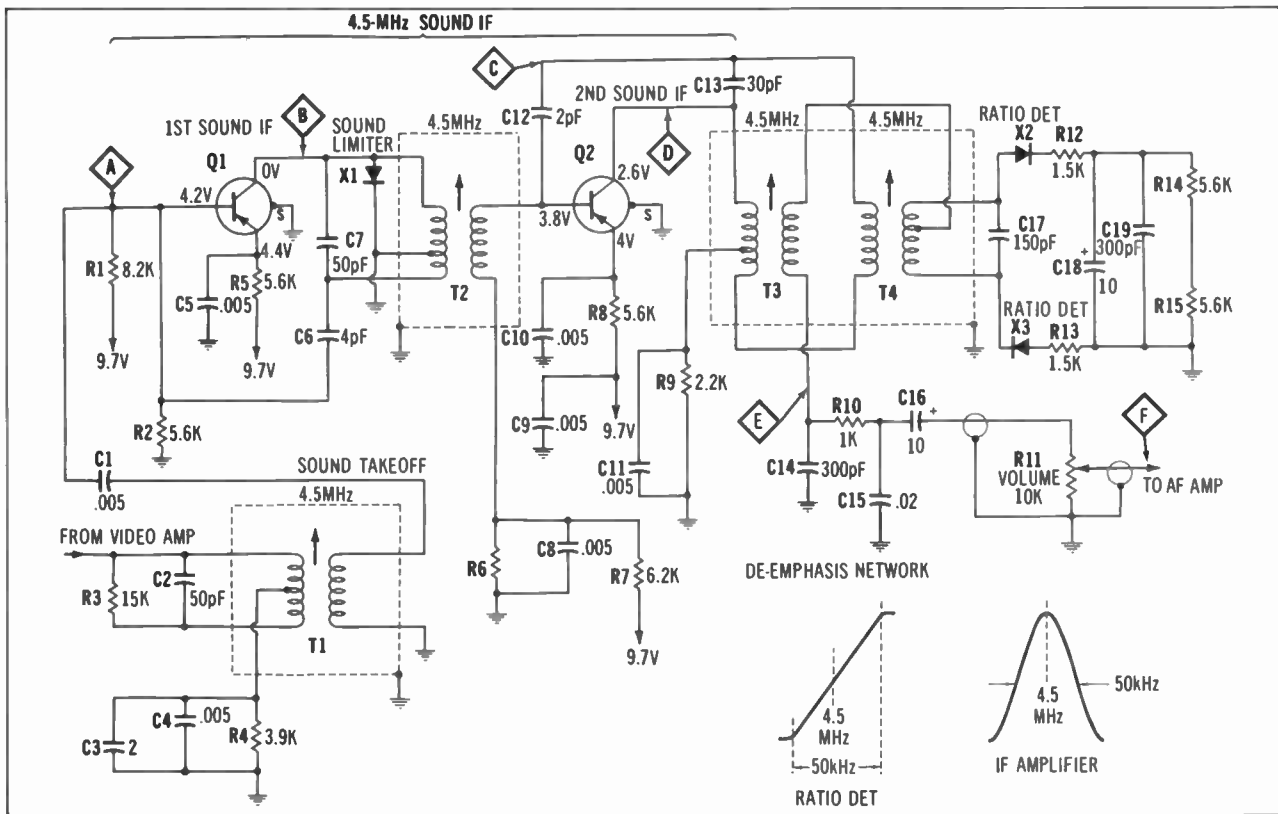 4.5-MHz SOUND IF
C
C13
30pF
C12
2pF
2ND SOUND IF
B
1ST SOUND IF
SOUND
LIMITER
4.5MHz
Q2
D
4.5MHz
4.5MHz
RATIO DET
X2
R12
1.5K
A
Q1
0V
X1
2.6V
R14
5.6K
4.2V
S
3.8V
S
4V
4.4V
C7
50pF
T2
C17
150pF
C19
300pF
C18
+
10
R1
8.2K
R5
5.6K
C5
.005
T3
T4
R8
5.6K
R15
5.6K
C6
4pF
C10
.005
RATIO DET
X3
R13
1.5K
9.7V
9.7V
R9
2.2K
C9
.005
9.7V
R2
5.6K
E
R10
1K
C16
+
10
F
C1
.005
SOUND TAKEOFF
4.5MHz
C11
.005
C14
300pF
C15
.02
R11
VOLUME
10K
TO AF AMP
FROM VIDEO AMP
R3
15K
C2
50pF
T1
R6
C8
.005
R7
6.2K
9.7V
DE-EMPHASIS NETWORK
C3
2
C4
.005
R4
3.9K
4.5
MHz
50kHz
RATIO DET
4.5
MHz
50kHz
IF AMPLIFIER